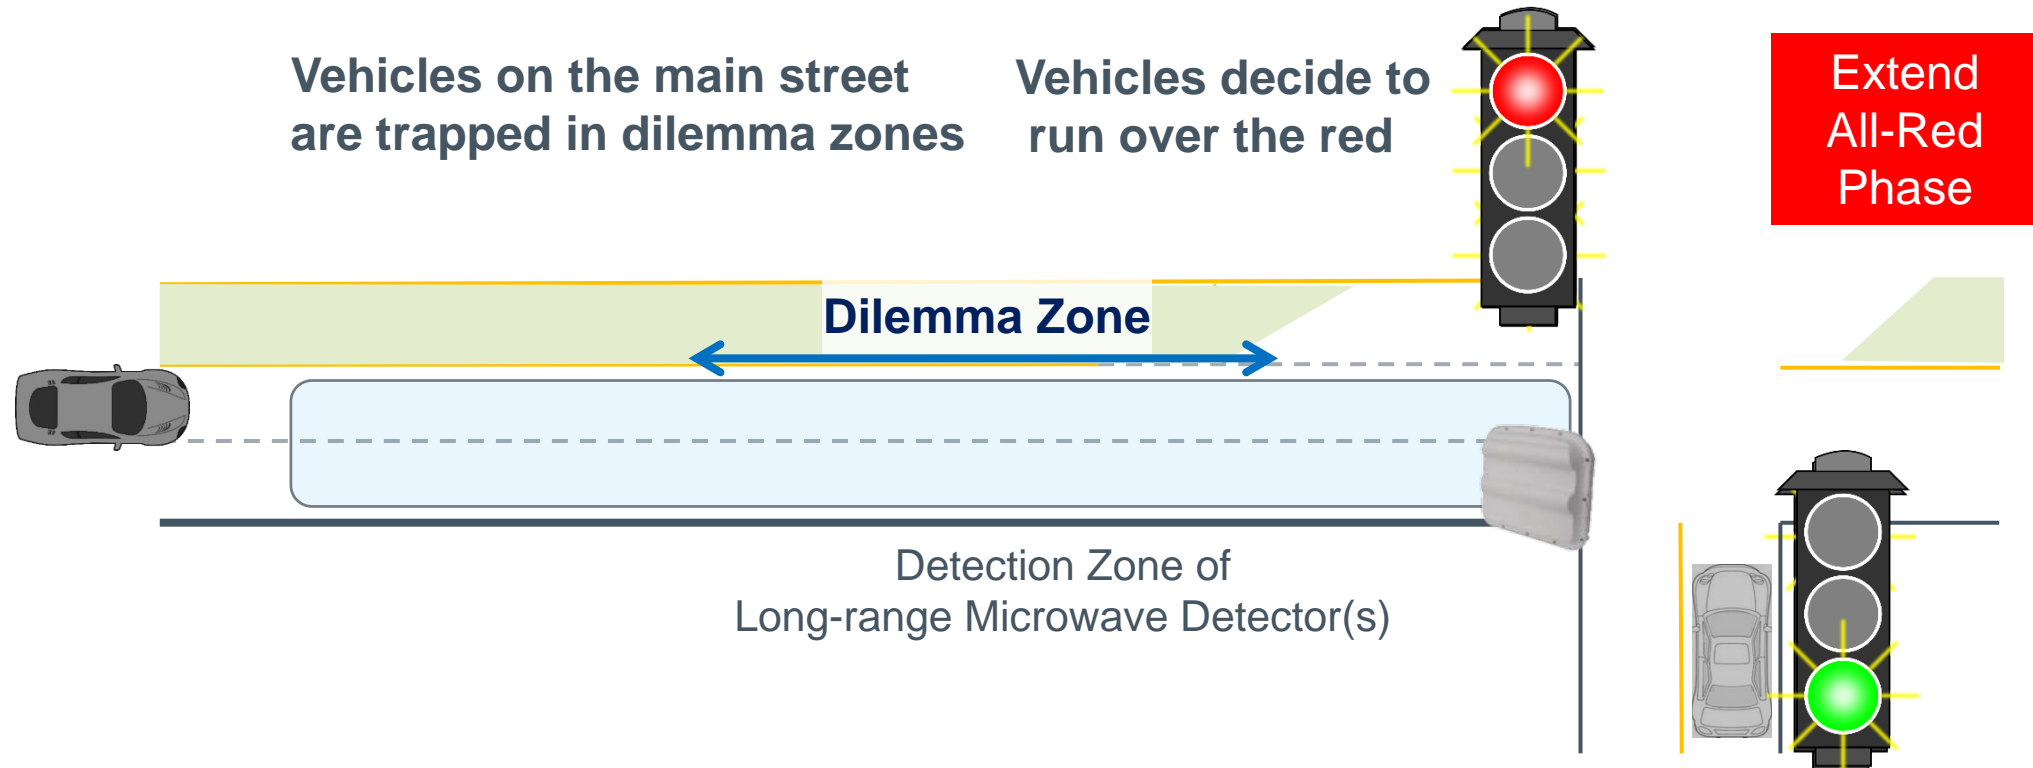 Vehicles on the main street
are trapped in dilemma zones
Vehicles decide to
run over the red
Extend
All-Red
Phase
Dilemma Zone
Detection Zone of
Long-range Microwave Detector(s)